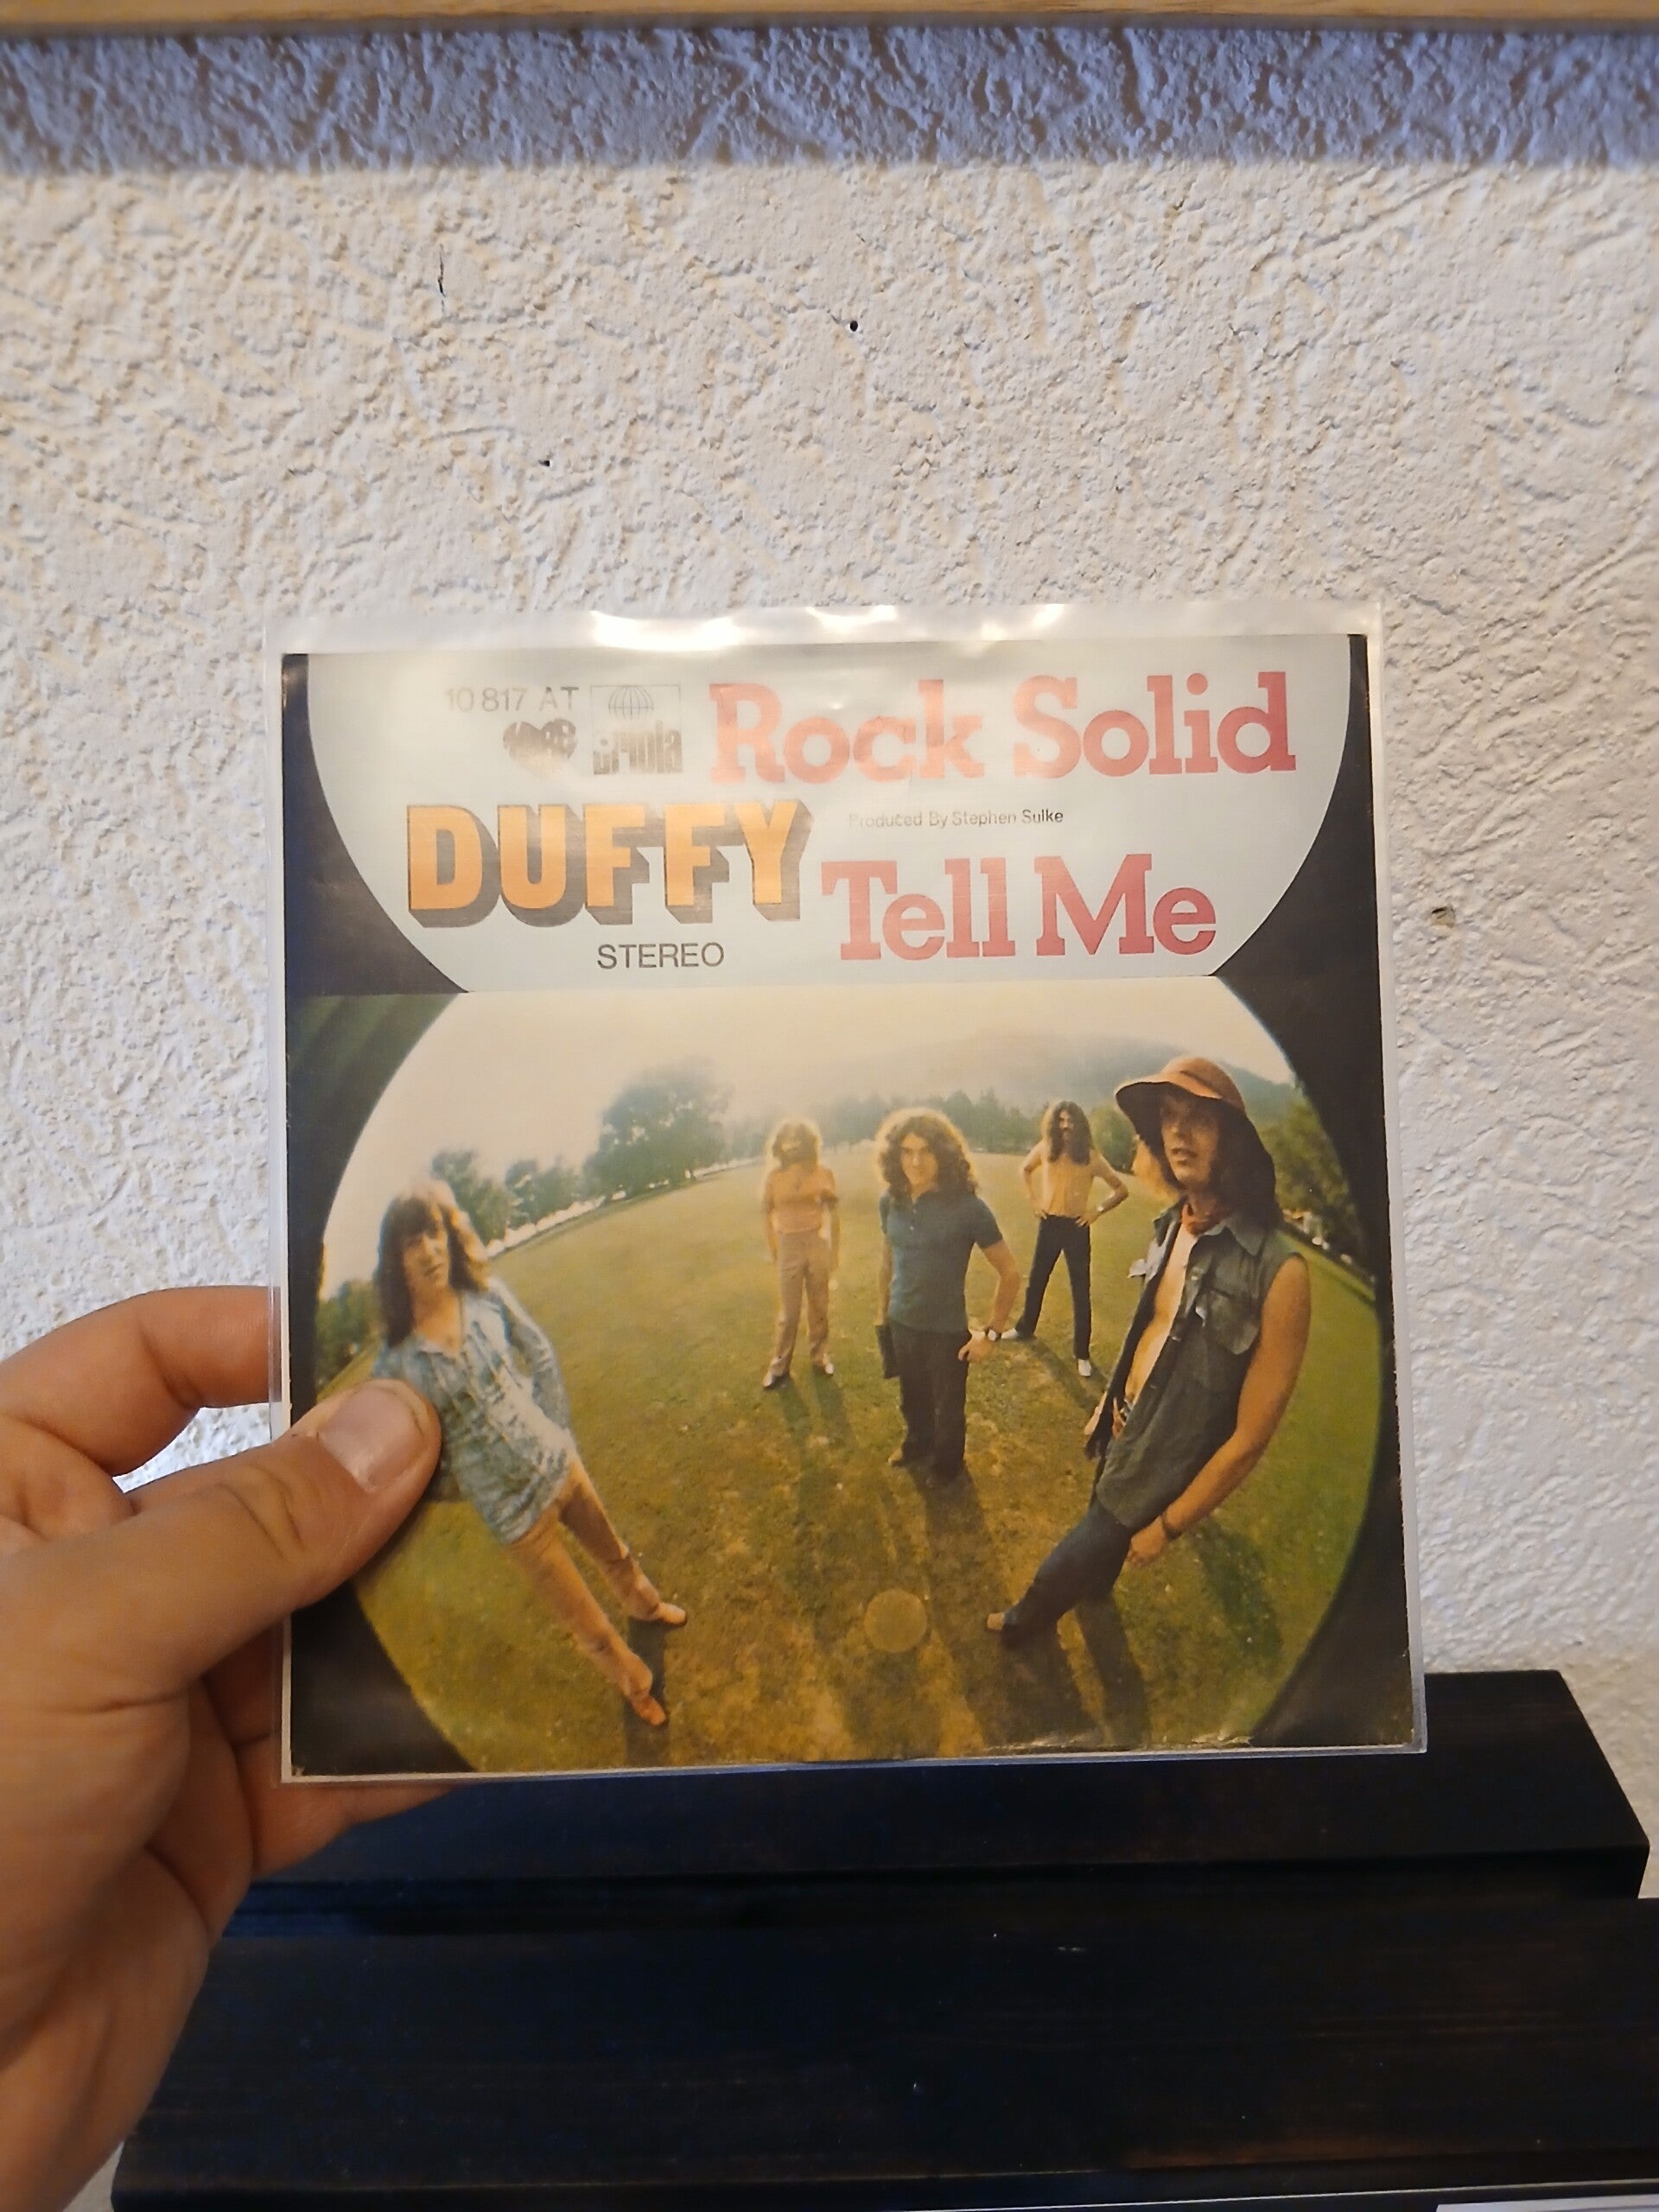 10 817 AT
ariola
Rock Solid
DUFFY
Produced By Stephen Sulke
Tell Me
STEREO